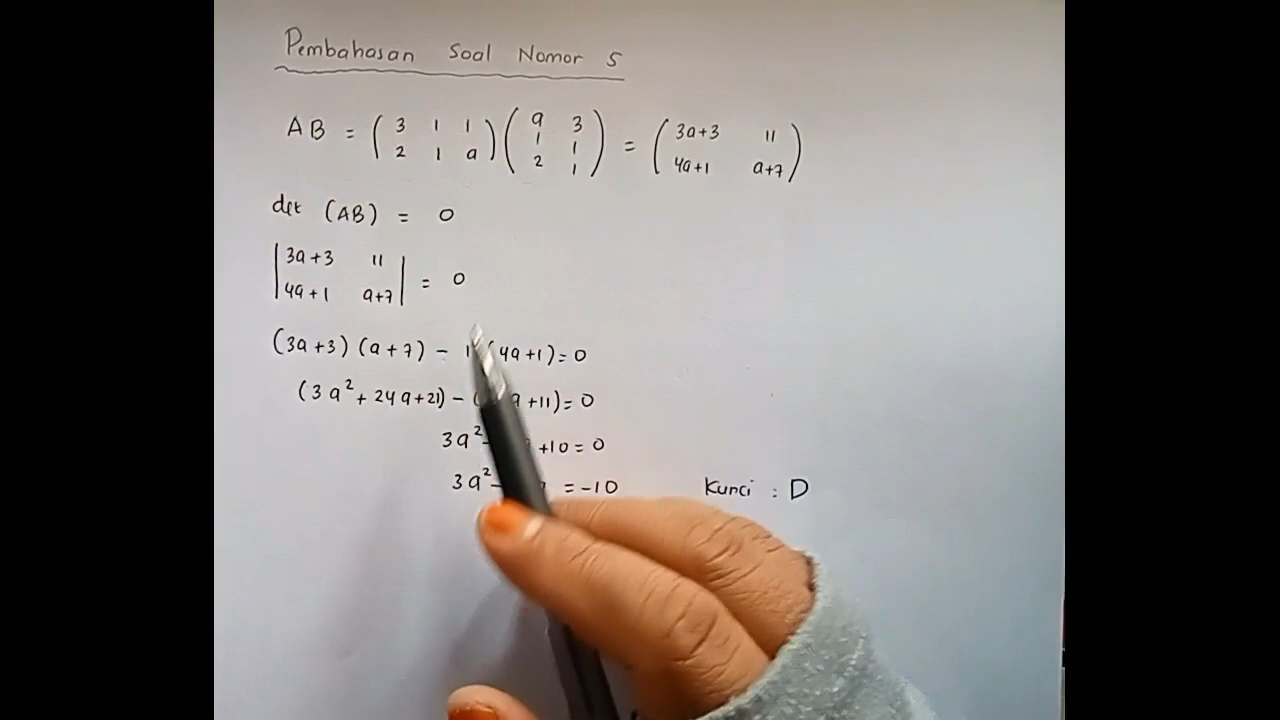 Pembahasan Soal Nomor 5
AB = ( 3 1 1 ) ( a 3 ) = ( 3a+3 11 )
2 1 a 1 1 4a+1 a+7
2 1
det (AB) = 0
| 3a+3 11 | = 0
4a+1 a+7
(3a+3) (a+7) - 1 (4a+1) = 0
(3a² + 24a+21) - ( +11) = 0
3a² - +10 = 0
3a² - = -10 Kunci : D